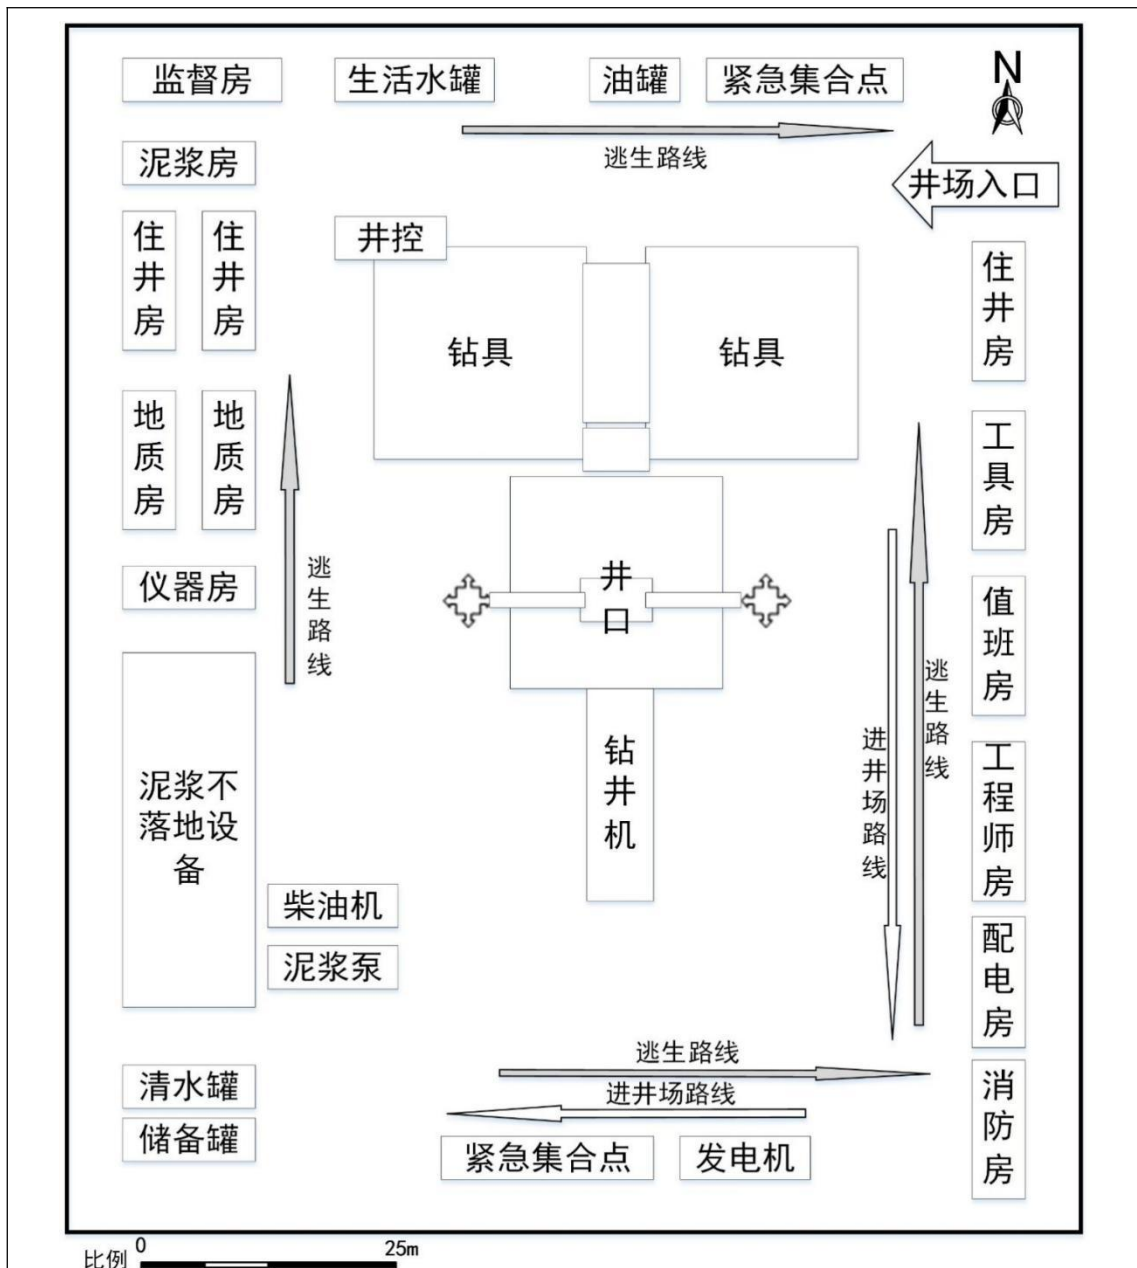 监督房
生活水罐
油罐
紧急集合点
N
逃生路线
泥浆房
井场入口
住井房
住井房
井控
钻具
钻具
住井房
地质房
地质房
工具房
仪器房
逃生路线
井口
值班房
逃生路线
进井场路线
钻井机
工程师房
泥浆不
落地设
备
柴油机
泥浆泵
配电房
逃生路线
进井场路线
清水罐
储备罐
紧急集合点
发电机
消防房
比例
0
25m